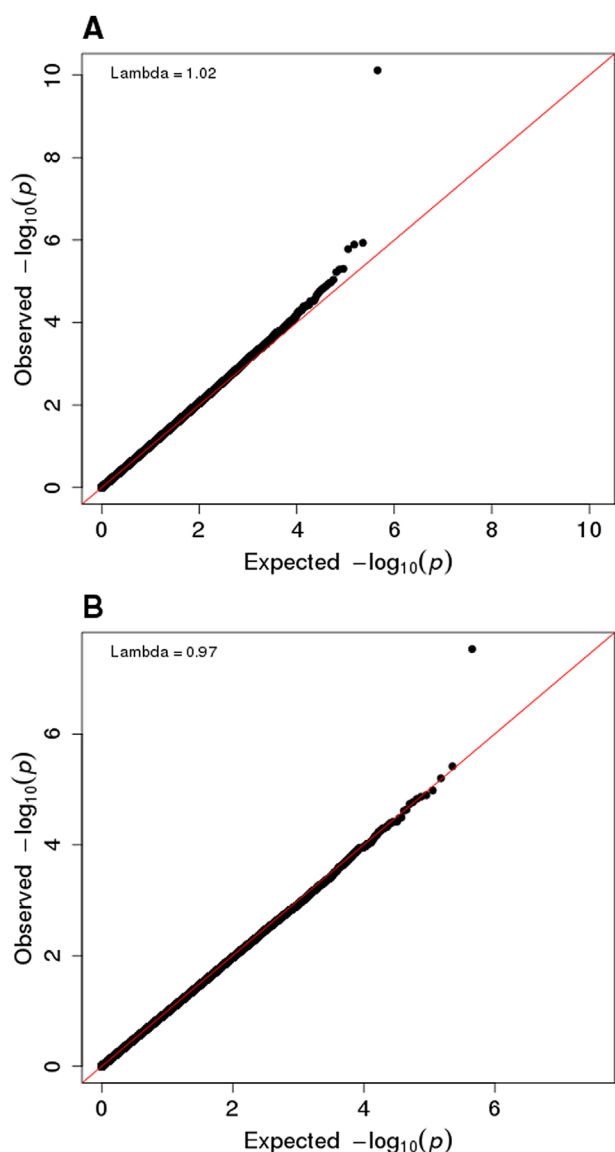 A
Lambda = 1.02
Observed −log₁₀(p)
10
8
6
4
2
0
0 2 4 6 8 10
Expected −log₁₀(p)
B
Lambda = 0.97
Observed −log₁₀(p)
6
4
2
0
0 2 4 6
Expected −log₁₀(p)